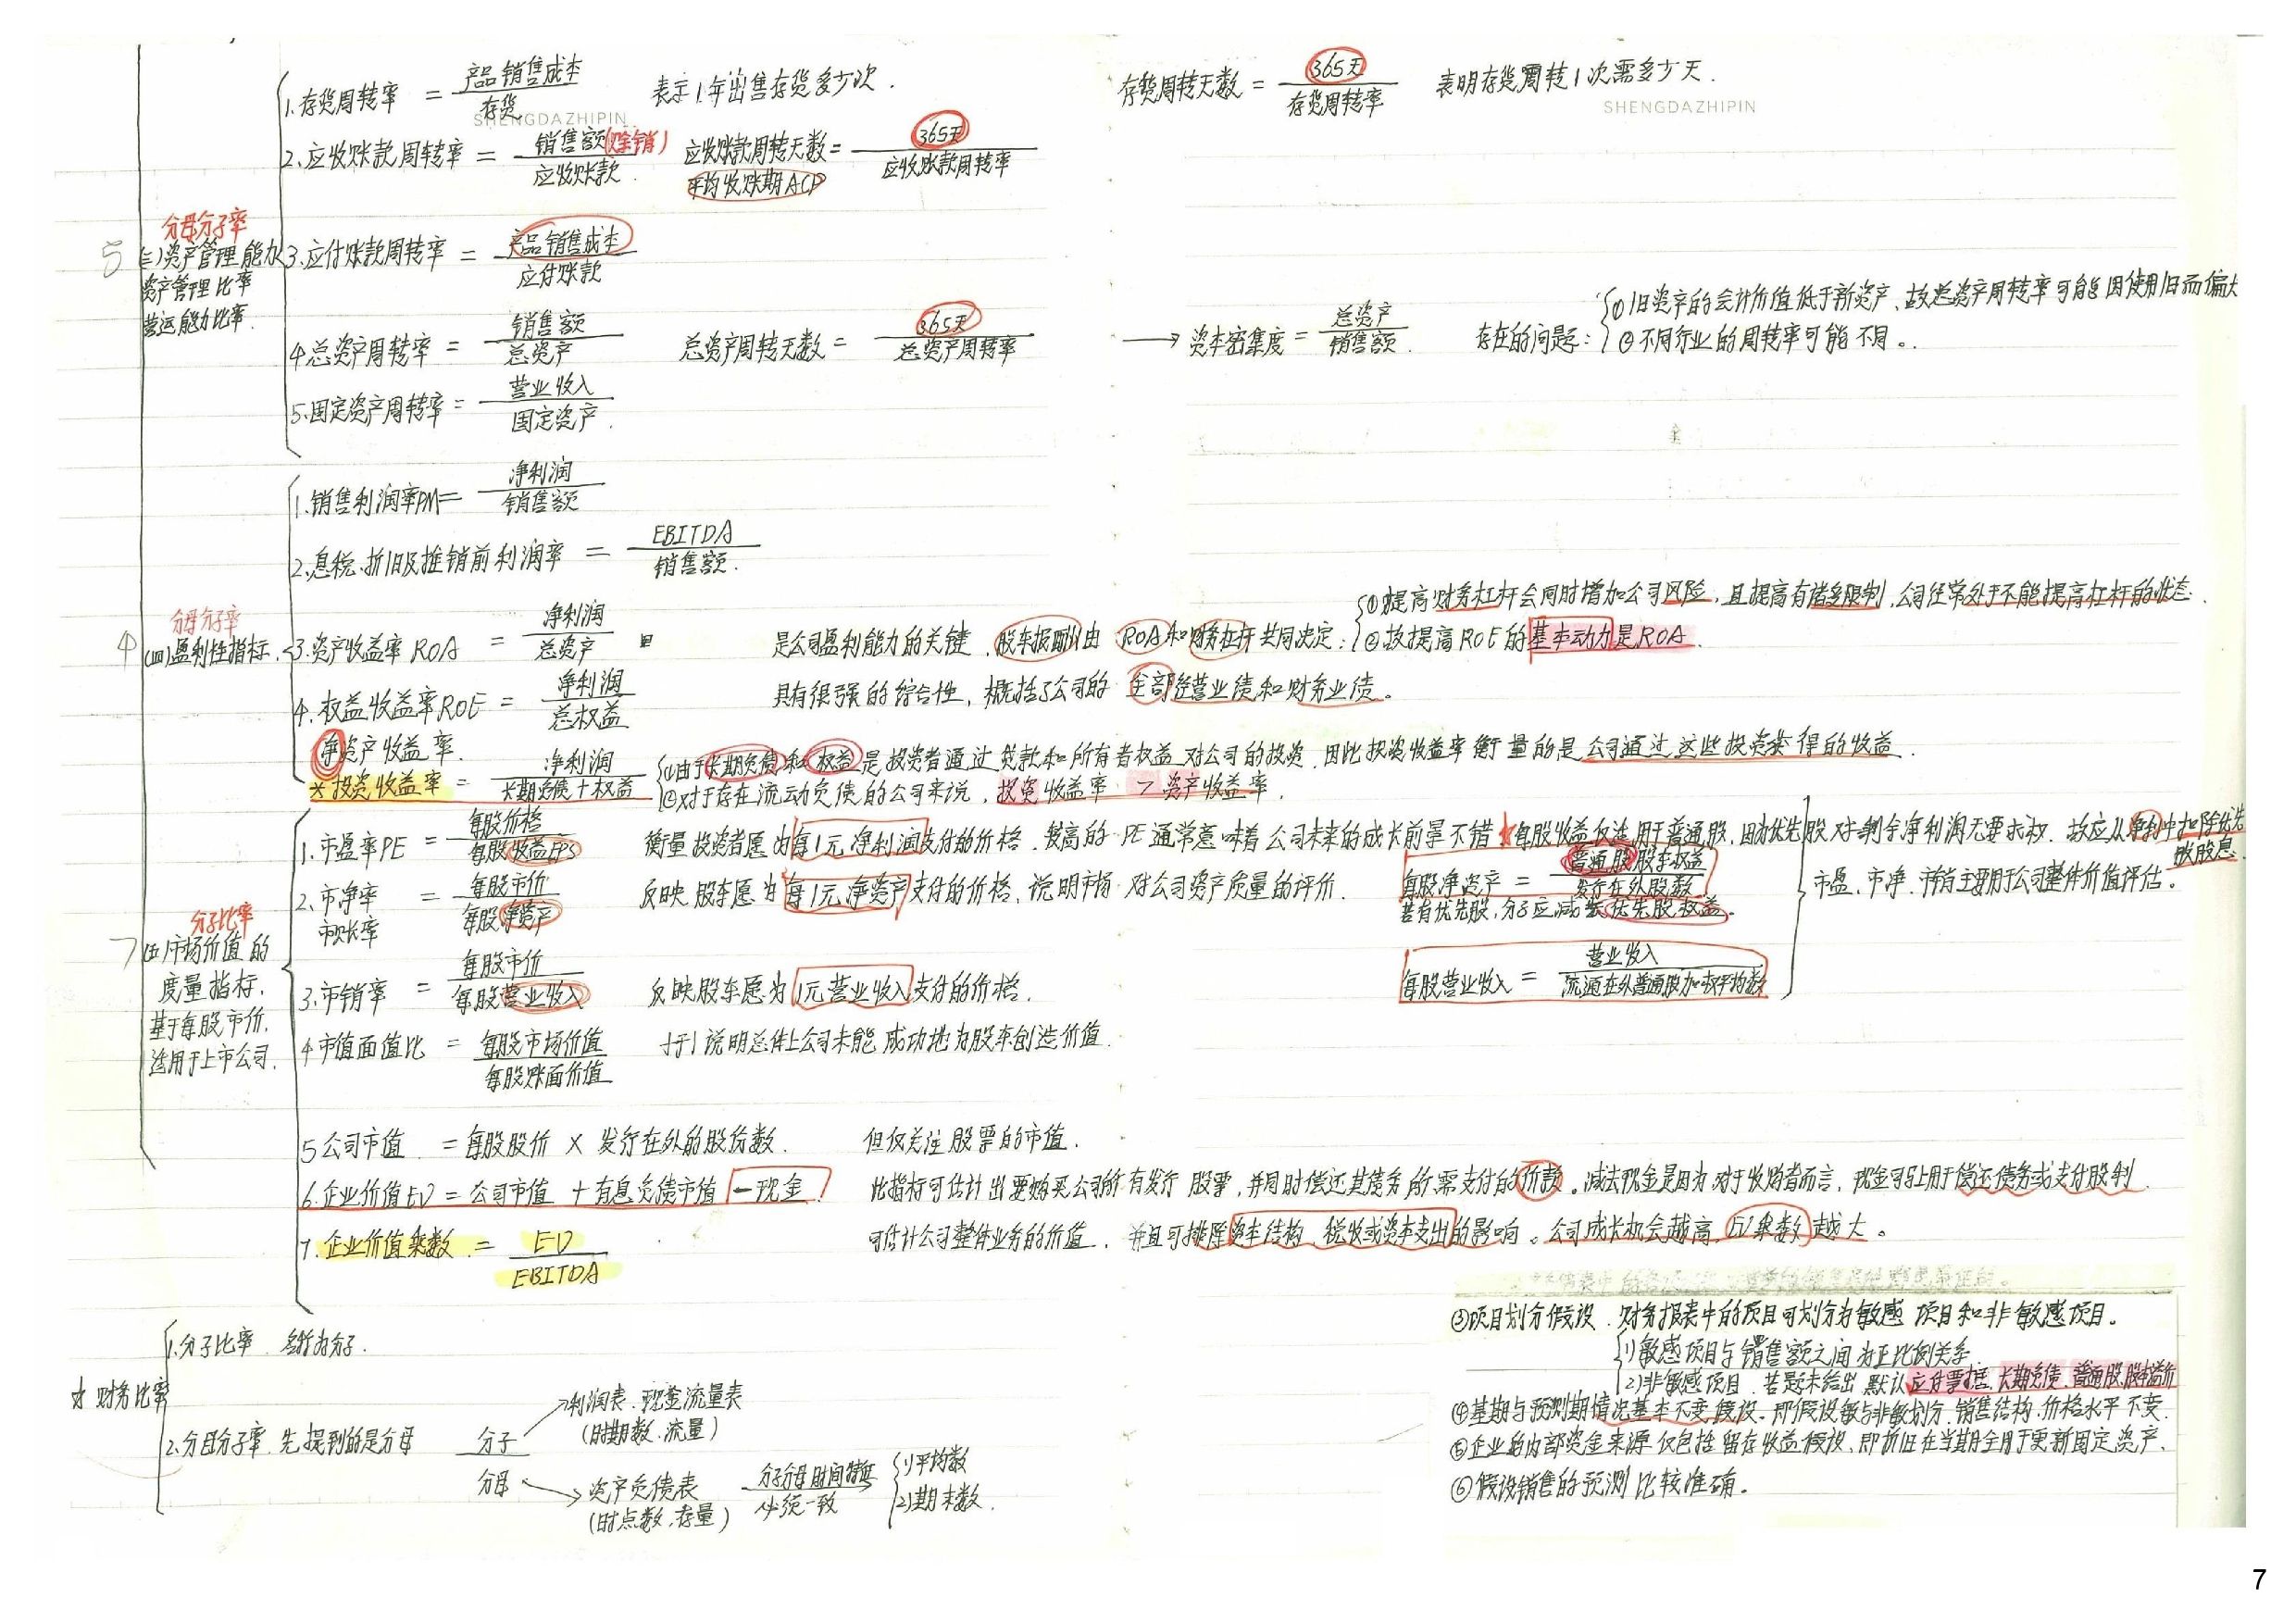 1.存货周转率 = 产品销售成本/存货 表示1年出售存货多少次. 存货周转天数 = 365天/存货周转率 表明存货周转1次需多少天.
SHENGDAZHIPIN SHENGDAZHIPIN
2.应收账款周转率 = 销售额(赊销)/应收账款. 应收账款周转天数 = 365天/应收账款周转率
平均收账期ACP
分母分子率
5 (三)资产管理能力
资产管理比率
营运能力比率.
3.应付账款周转率 = 产品销售成本/应付账款
4总资产周转率 = 销售额/总资产 总资产周转天数 = 365天/总资产周转率 → 资本密集度 = 总资产/销售额. 存在的问题:
①旧资产的会计价值低于新资产、故总资产周转率可能因使用旧而偏大
②不同行业的周转率可能不同。
5.固定资产周转率 = 营业收入/固定资产.
1.销售利润率PM = 净利润/销售额
2.息税、折旧及摊销前利润率 = EBITDA/销售额.
分母分子率
4 (四)盈利性指标.
3.资产收益率ROA = 净利润/总资产 是公司盈利能力的关键、股东报酬由ROA和财务杠杆共同决定:
①提高财务杠杆会同时增加公司风险,且提高有诸多限制,公司经常处于不能提高杠杆的状态.
②故提高ROE的基本动力是ROA.
4.权益收益率ROE = 净利润/总权益 具有很强的综合性,概括了公司的全部经营业绩和财务业绩。
净资产收益率.
*投资收益率 = 净利润/长期负债+权益
①由于长期负债和权益是投资者通过贷款和所有者权益对公司的投资,因此投资收益率衡量的是公司通过这些投资获得的收益.
②对于存在流动负债的公司来说,投资收益率 > 资产收益率.
1.市盈率PE = 每股价格/每股收益EPS 衡量投资者愿为每1元净利润支付的价格.较高的PE通常意味着公司未来的成长前景不错 *每股收益仅适用于普通股,因为优先股对剩余净利润无要求权.故应从净利中扣除优先股股息.
2.市净率 = 每股市价/每股净资产 反映股东愿为每1元净资产支付的价格,说明市场对公司资产质量的评价. 每股净资产 = 普通股股东权益/发行在外股数
市账率 若有优先股,分子应减去优先股权益。
市盈、市净、市销主要用于公司整体价值评估。
分子比率
7 (五)市场价值的
度量指标.
基于每股市价,
适用于上市公司.
3.市销率 = 每股市价/每股营业收入 反映股东愿为1元营业收入支付的价格. 每股营业收入 = 营业收入/流通在外普通股加权平均数
4市值面值比 = 每股市场价值/每股账面价值 小于1说明总体上公司未能成功地为股东创造价值.
5公司市值 = 每股股价 × 发行在外的股份数. 但仅关注股票的市值.
6.企业价值EV = 公司市值 + 有息负债市值 - 现金 此指标可估计出要购买公司所有发行股票,并同时偿还其债务所需支付的价款。减去现金是因为对于收购者而言,现金可马上用于偿还债务或支付股利.
7.企业价值乘数 = EV/EBITDA 可估计公司整体业务的价值.并且可排除资本结构、税收或资本支出的影响。公司成长机会越高,EV乘数越大。
③项目划分假设.财务报表中的项目可划分为敏感项目和非敏感项目。
1)敏感项目与销售额之间为正比例关系
2)非敏感项目.若题未给出默认应付票据、长期负债、普通股、股本溢价
④基期与预测期情况基本不变假设.即假设敏与非敏划分、销售结构、价格水平不变.
⑤企业的内部资金来源仅包括留存收益假设,即折旧在当期全用于更新固定资产.
⑥假设销售的预测比较准确。
* 财务比率
1.分子比率
2.分母分子率.先提到的是分母
分子 → 利润表.现金流量表
(时期数.流量)
分母 → 资产负债表 分子分母时间特征必须一致 1)平均数
(时点数,存量) 2)期末数.
7